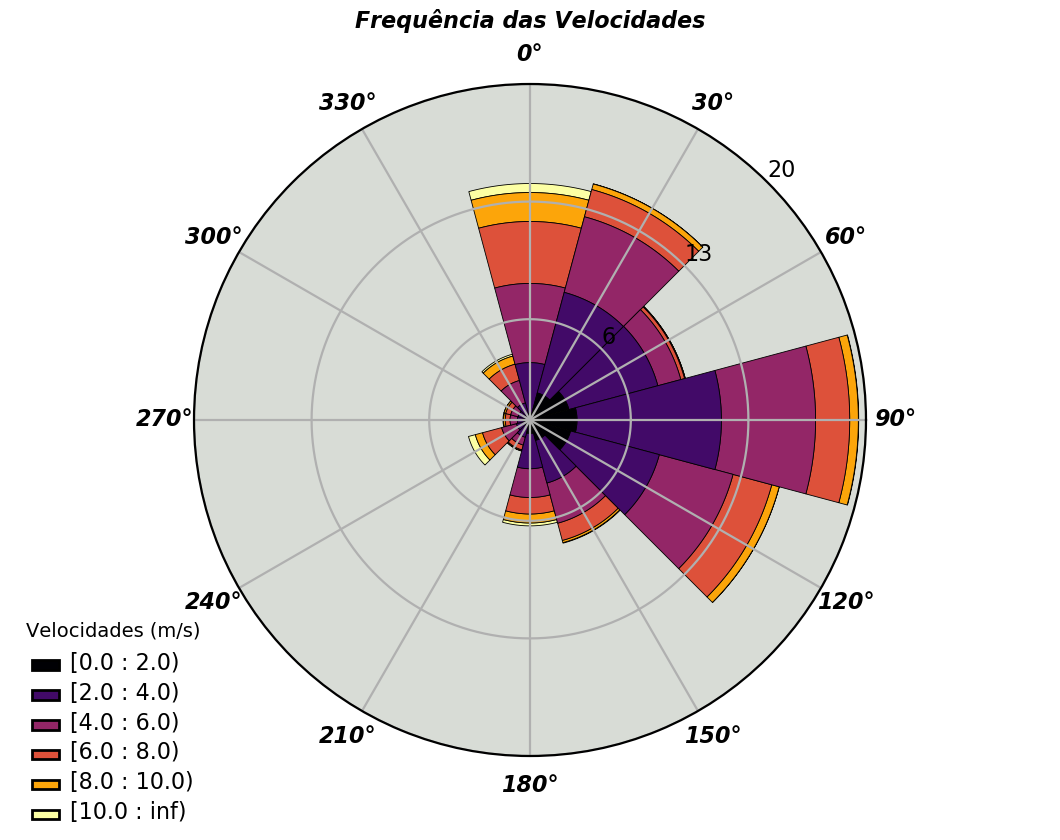 Frequência das Velocidades
0°
330°
30°
20
300°
60°
13
6
270°
90°
240°
120°
210°
150°
180°
Velocidades (m/s)
[0.0 : 2.0)
[2.0 : 4.0)
[4.0 : 6.0)
[6.0 : 8.0)
[8.0 : 10.0)
[10.0 : inf)